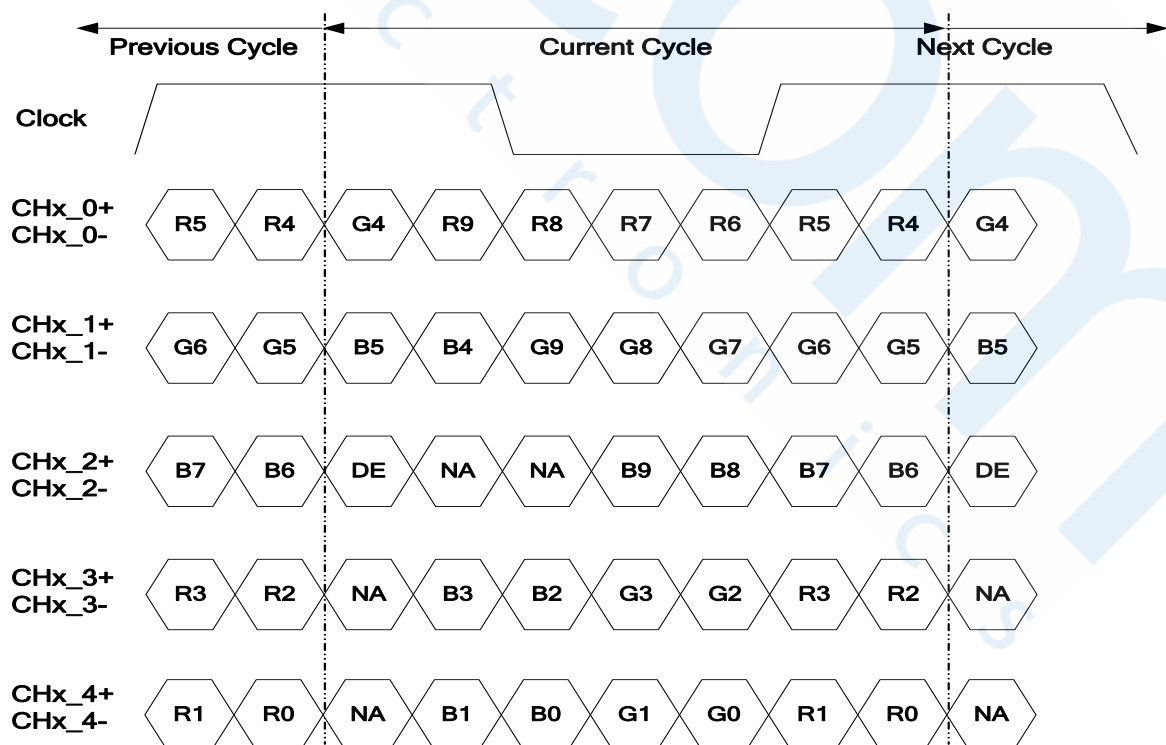 Previous Cycle Current Cycle Next Cycle
Clock
CHx_0+
CHx_0-
R5 R4 G4 R9 R8 R7 R6 R5 R4 G4
CHx_1+
CHx_1-
G6 G5 B5 B4 G9 G8 G7 G6 G5 B5
CHx_2+
CHx_2-
B7 B6 DE NA NA B9 B8 B7 B6 DE
CHx_3+
CHx_3-
R3 R2 NA B3 B2 G3 G2 R3 R2 NA
CHx_4+
CHx_4-
R1 R0 NA B1 B0 G1 G0 R1 R0 NA